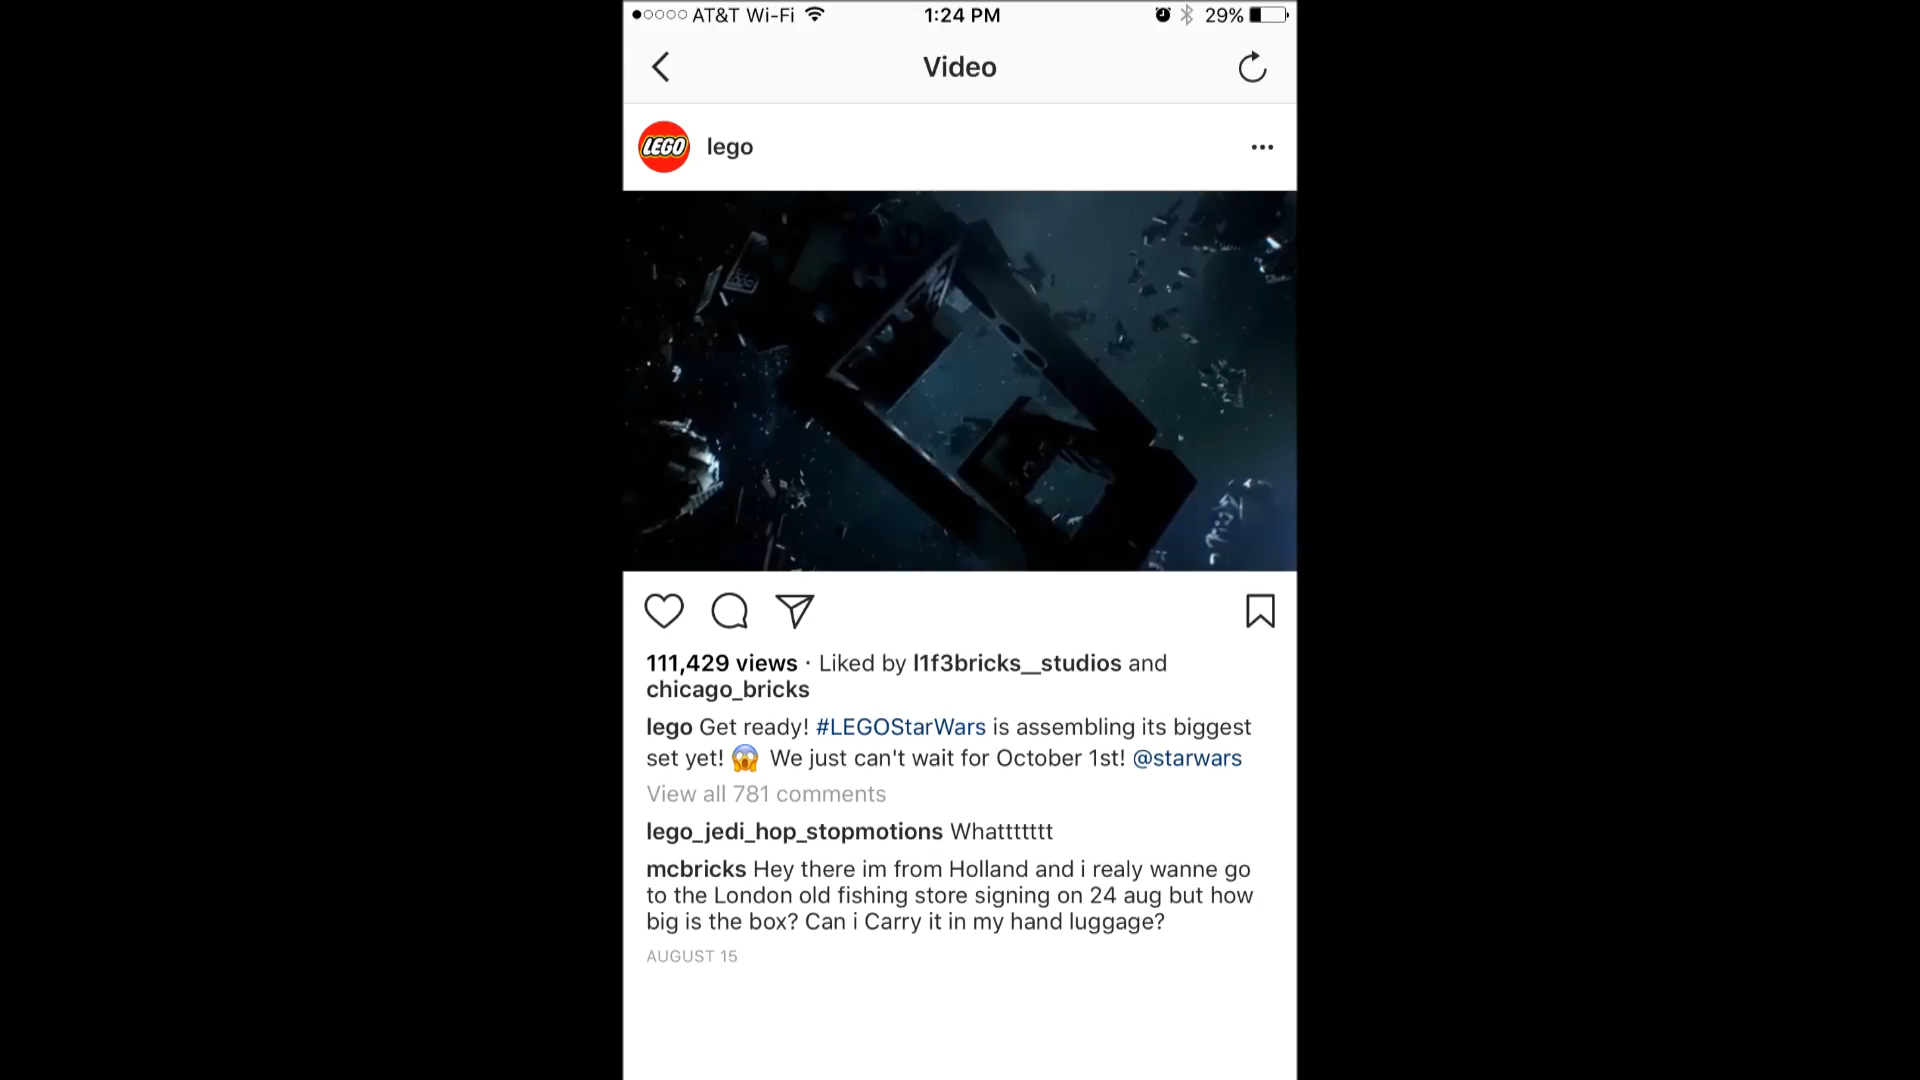 AT&T Wi-Fi 1:24 PM 29%
Video
LEGO lego
111,429 views · Liked by l1f3bricks__studios and
chicago_bricks
lego Get ready! #LEGOStarWars is assembling its biggest
set yet! 😱 We just can't wait for October 1st! @starwars
View all 781 comments
lego_jedi_hop_stopmotions Whattttttt
mcbricks Hey there im from Holland and i realy wanne go
to the London old fishing store signing on 24 aug but how
big is the box? Can i Carry it in my hand luggage?
AUGUST 15